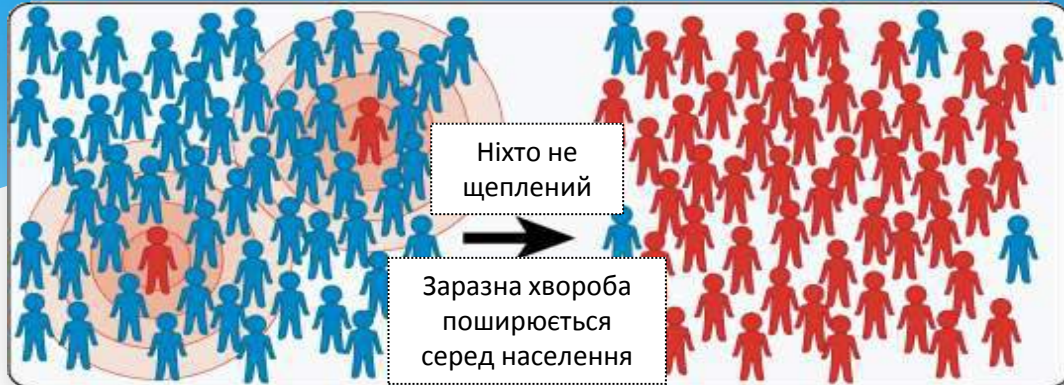 Ніхто не
щеплений
Заразна хвороба
поширюється
серед населення